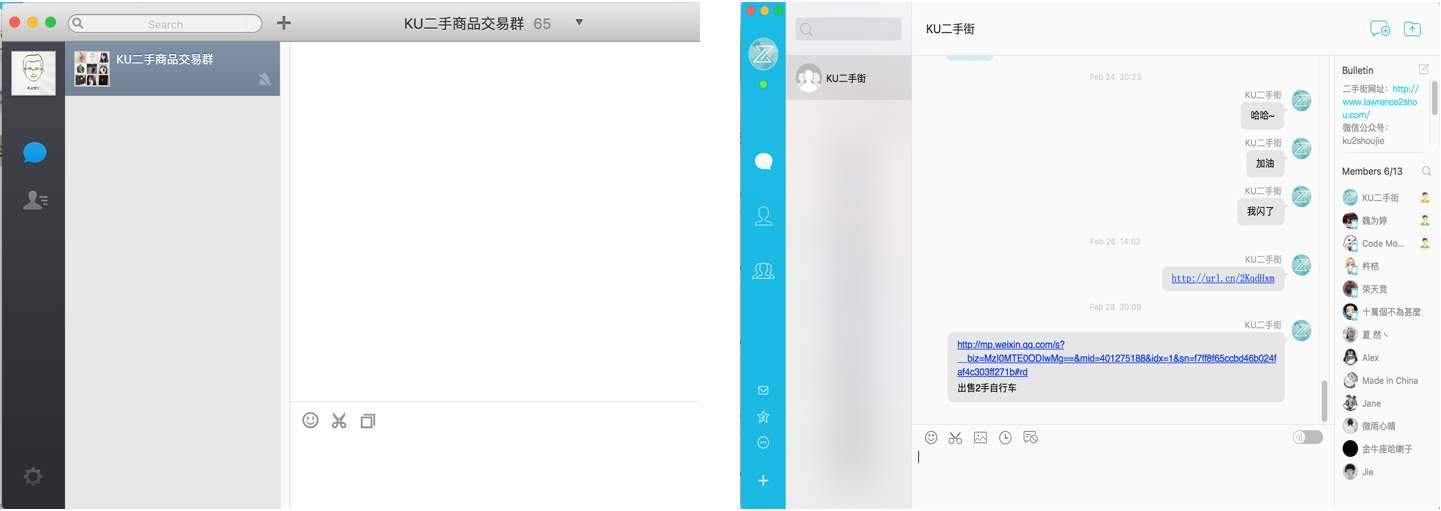 Search
KU二手商品交易群 65
KU二手商品交易群
KU二手街
KU二手街
Feb 24 20:23
KU二手街
哈哈~
KU二手街
加油
KU二手街
我闪了
Feb 26 14:02
KU二手街
http://url.cn/2KqdHxm
Feb 28 20:09
KU二手街
http://mp.weixin.qq.com/s?
__biz=MzI0MTE0ODIwMg==&mid=401275188&idx=1&sn=f7ff8f65ccbd46b024f
af4c303ff271b#rd
出售2手自行车
Bulletin
二手街网址：http://
www.lawrence2sho
u.com/
微信公众号：
ku2shoujie
Members 6/13
KU二手街
魏为婷
Code Mo...
杵桔
荣天竞
十萬個不為甚麼
夏 然丶
Alex
Made in China
Jane
微雨心晴
金牛座哈喇子
Jie